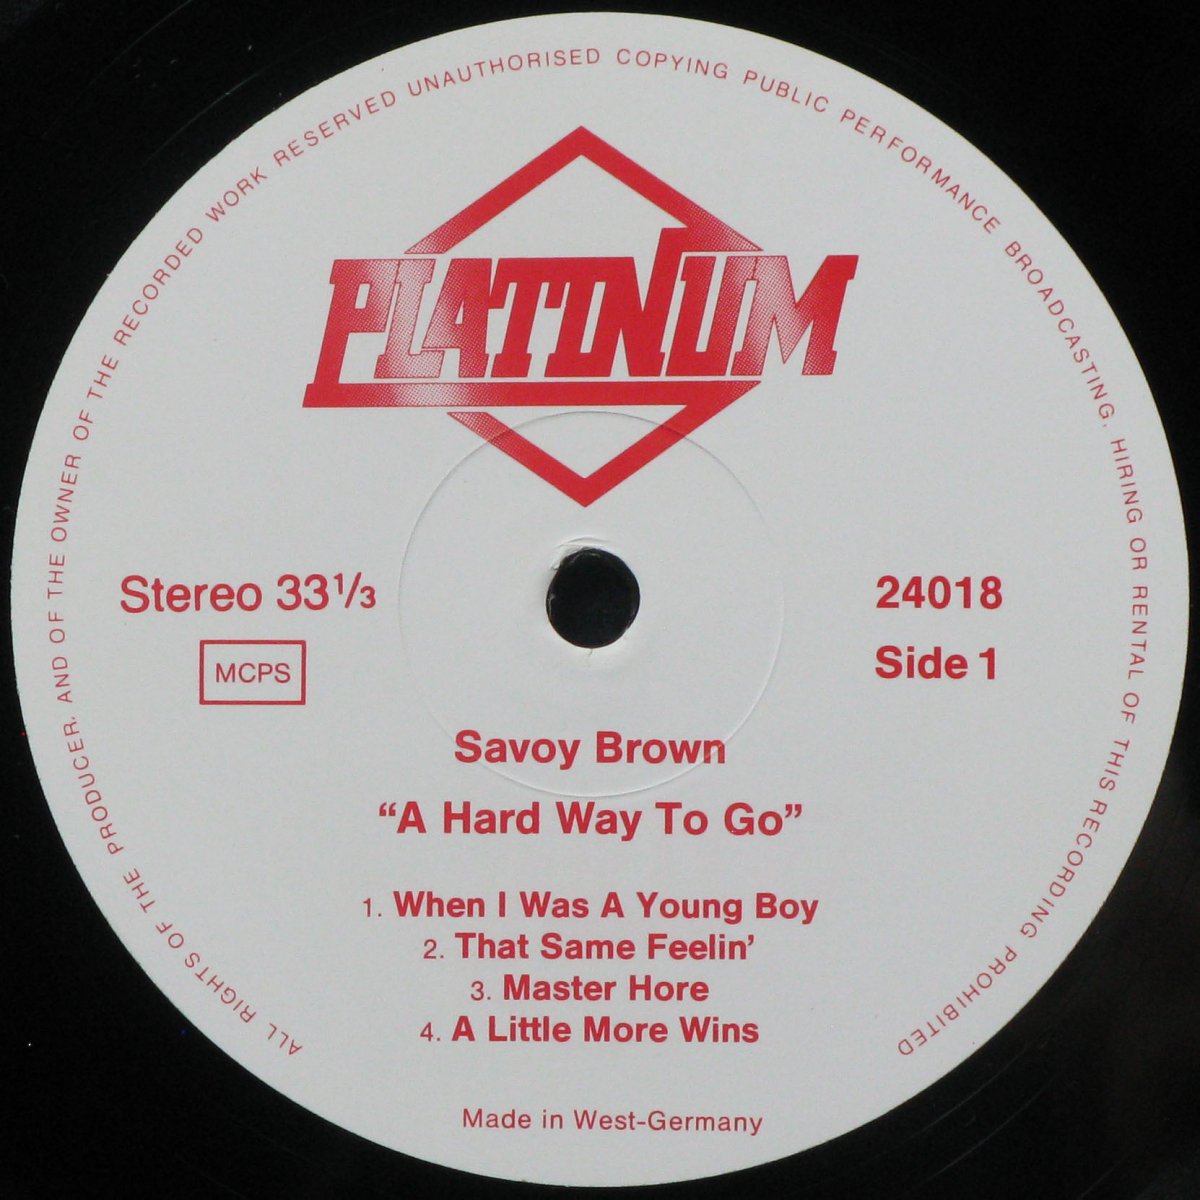 ALL RIGHTS OF THE PRODUCER, AND OF THE OWNER OF THE RECORDED WORK RESERVED UNAUTHORISED COPYING PUBLIC PERFORMANCE BROADCASTING, HIRING OR RENTAL OF THIS RECORDING PROHIBITED
PLATINUM
Stereo 33⅓
24018
MCPS
Side 1
Savoy Brown
“A Hard Way To Go”
1. When I Was A Young Boy
2. That Same Feelin’
3. Master Hore
4. A Little More Wins
Made in West-Germany